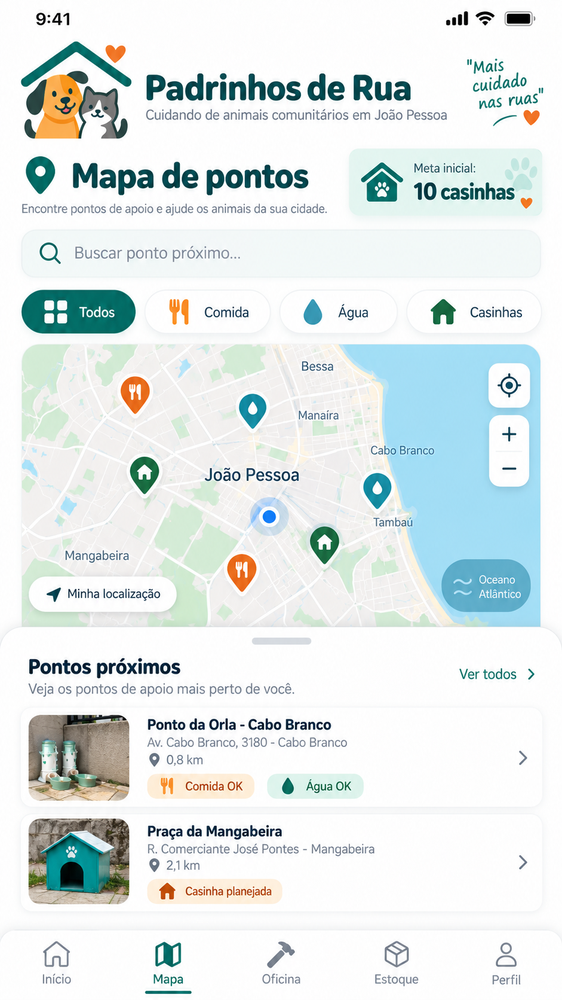 9:41
Padrinhos de Rua
Cuidando de animais comunitários em João Pessoa
"Mais
cuidado
nas ruas"
Mapa de pontos
Encontre pontos de apoio e ajude os animais da sua cidade.
Meta inicial:
10 casinhas
Buscar ponto próximo...
Todos
Comida
Água
Casinhas
Bessa
Manaíra
Cabo Branco
João Pessoa
Tambaú
Mangabeira
Oceano
Atlântico
Minha localização
Pontos próximos
Veja os pontos de apoio mais perto de você.
Ver todos
Ponto da Orla - Cabo Branco
Av. Cabo Branco, 3180 - Cabo Branco
0,8 km
Comida OK
Água OK
Praça da Mangabeira
R. Comerciante José Pontes - Mangabeira
2,1 km
Casinha planejada
Início
Mapa
Oficina
Estoque
Perfil